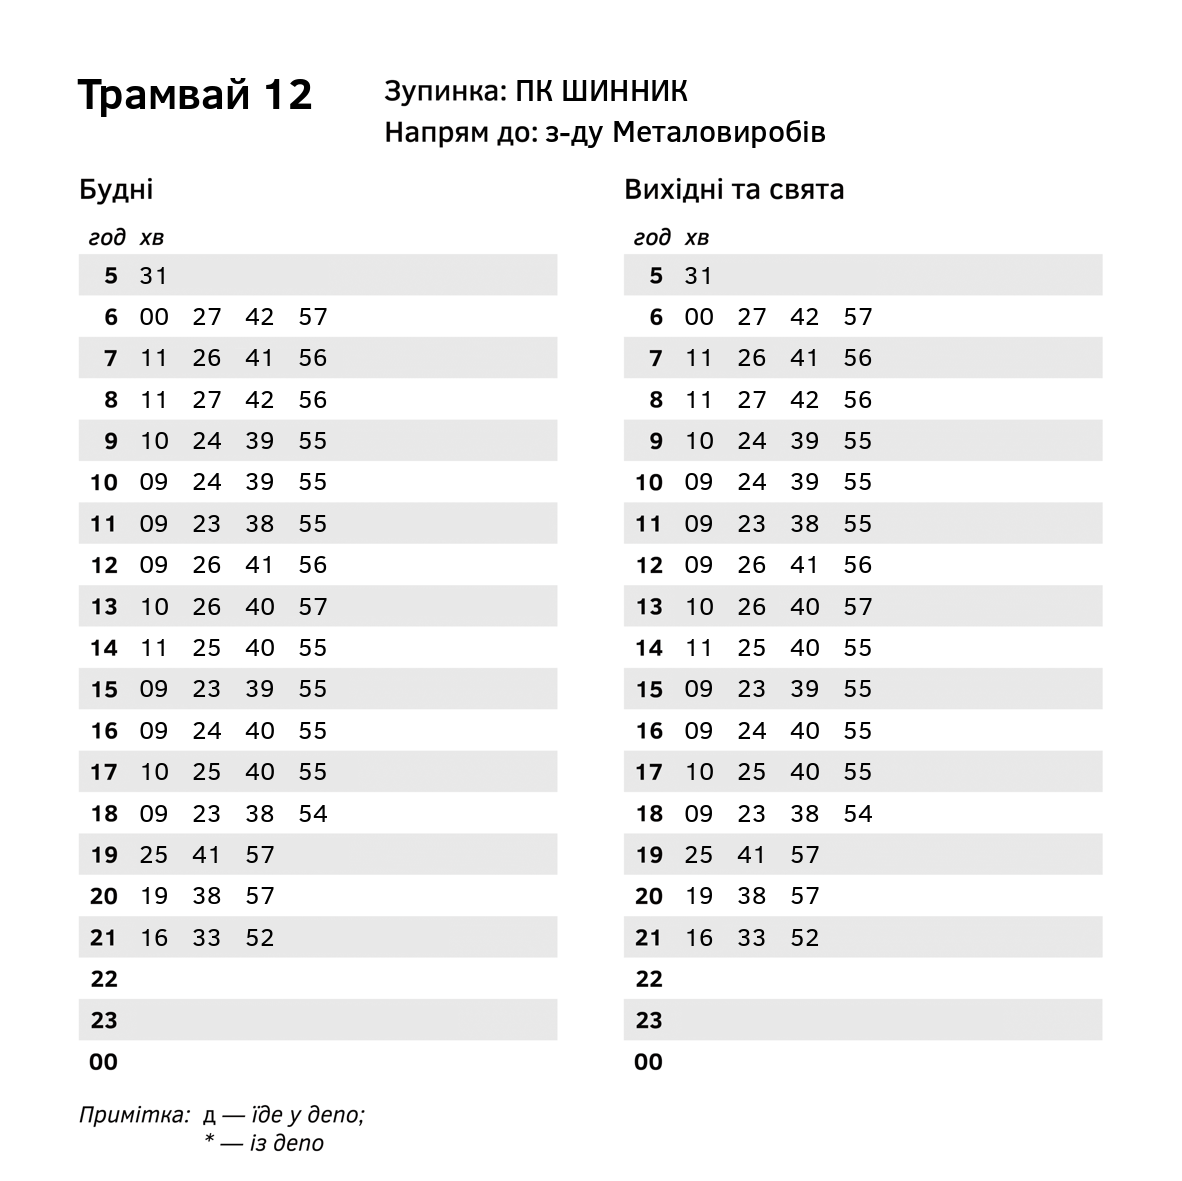 Трамвай 12
Зупинка: ПК ШИННИК
Напрям до: з-ду Металовиробів
Будні
год хв
5 31
6 00 27 42 57
7 11 26 41 56
8 11 27 42 56
9 10 24 39 55
10 09 24 39 55
11 09 23 38 55
12 09 26 41 56
13 10 26 40 57
14 11 25 40 55
15 09 23 39 55
16 09 24 40 55
17 10 25 40 55
18 09 23 38 54
19 25 41 57
20 19 38 57
21 16 33 52
22
23
00
Вихідні та свята
год хв
5 31
6 00 27 42 57
7 11 26 41 56
8 11 27 42 56
9 10 24 39 55
10 09 24 39 55
11 09 23 38 55
12 09 26 41 56
13 10 26 40 57
14 11 25 40 55
15 09 23 39 55
16 09 24 40 55
17 10 25 40 55
18 09 23 38 54
19 25 41 57
20 19 38 57
21 16 33 52
22
23
00
Примітка: д — їде у депо;
* — із депо